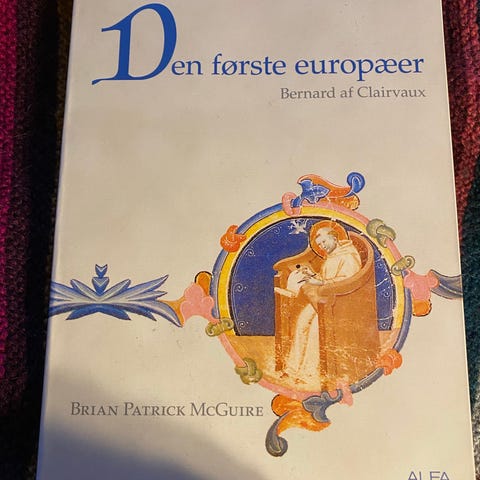 Den første europæer
Bernard af Clairvaux
BRIAN PATRICK MCGUIRE
ALFA